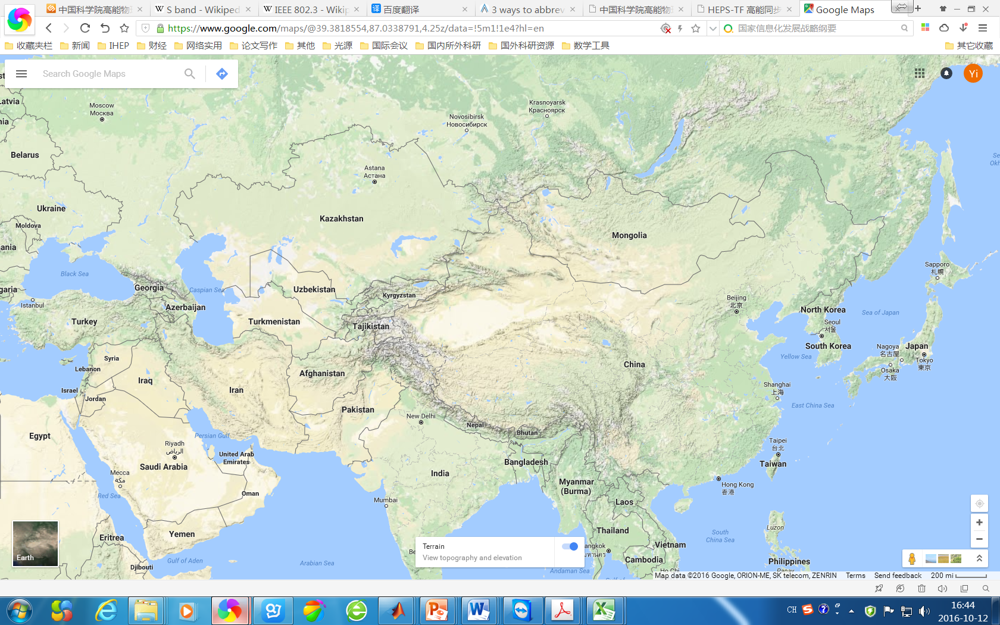 中国科学院高能物
S band - Wikiped
IEEE 802.3 - Wikip
百度翻译
3 ways to abbrev
中国科学院高能物
HEPS-TF 高能同步
Google Maps
https://www.google.com/maps/@39.3818554,87.0338791,4.25z/data=!5m1!1e4?hl=en
国家信息化发展战略纲要
收藏夹栏
新闻
IHEP
财经
网络实用
论文写作
其他
光源
国际会议
国内所外科研
国外科研资源
数学工具
其它收藏
Search Google Maps
Yi
Latvia
Moscow
Москва
Krasnoyarsk
Красноярск
Novosibirsk
Новосибирск
Belarus
Astana
Астана
Ukraine
Kazakhstan
Moldova
Mongolia
Black Sea
Sapporo
札幌
Georgia
Caspian Sea
Uzbekistan
Kyrgyzstan
Istanbul
Azerbaijan
Beijing
北京
North Korea
Sea of Japan
Turkey
Turkmenistan
Tajikistan
Seoul
서울
South Korea
Nagoya
名古屋
Japan
Tokyo
東京
Syria
Yellow Sea
China
Lebanon
Afghanistan
Osaka
大阪
Iraq
Iran
Israel
Jordan
Shanghai
上海
East China Sea
Pakistan
New Delhi
Nepal
Bhutan
Egypt
Persian Gulf
Riyadh
الرياض
United Arab
Emirates
Taipei
台北
Saudi Arabia
Bangladesh
Taiwan
India
Mecca
مكة
Myanmar
(Burma)
Hong Kong
香港
Red Sea
Oman
Mumbai
Laos
Luzon
Yemen
Eritrea
Thailand
South
China Sea
Terrain
View topography and elevation
angkok
Vietnam
Earth
Gulf of Aden
Arabian Sea
Cambodia
Philippines
Djibouti
Andaman Sea
Map data ©2016 Google, ORION-ME, SK telecom, ZENRIN
Terms
Send feedback
200 mi
CH
16:44
2016-10-12